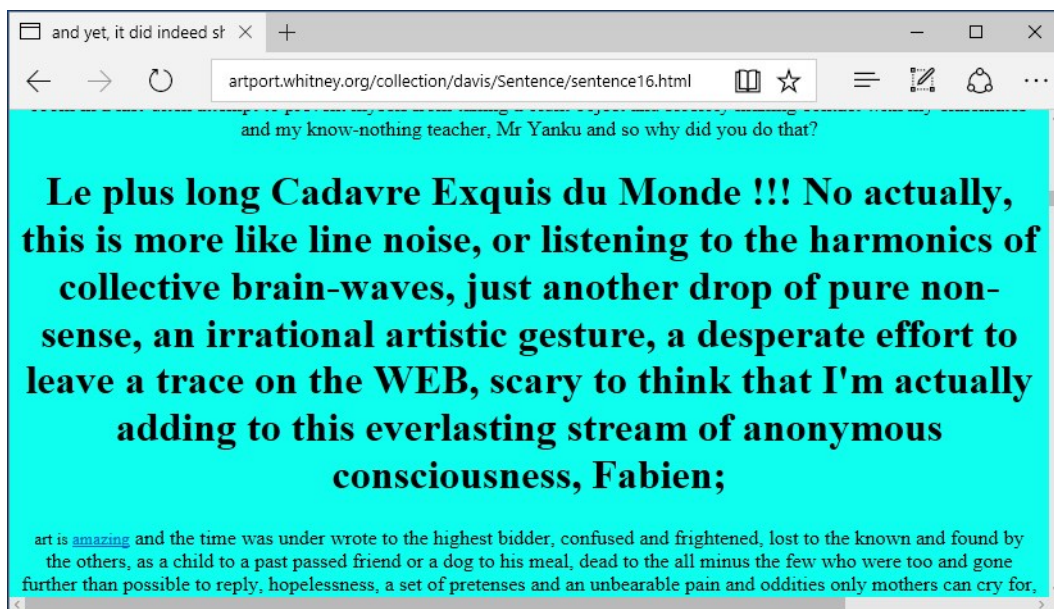 and yet, it did indeed sh
artport.whitney.org/collection/davis/Sentence/sentence16.html
and my know-nothing teacher, Mr Yanku and so why did you do that?
Le plus long Cadavre Exquis du Monde !!! No actually,
this is more like line noise, or listening to the harmonics of
collective brain-waves, just another drop of pure non-
sense, an irrational artistic gesture, a desperate effort to
leave a trace on the WEB, scary to think that I'm actually
adding to this everlasting stream of anonymous
consciousness, Fabien;
art is amazing and the time was under wrote to the highest bidder, confused and frightened, lost to the known and found by
the others, as a child to a past passed friend or a dog to his meal, dead to the all minus the few who were too and gone
further than possible to reply, hopelessness, a set of pretenses and an unbearable pain and oddities only mothers can cry for,